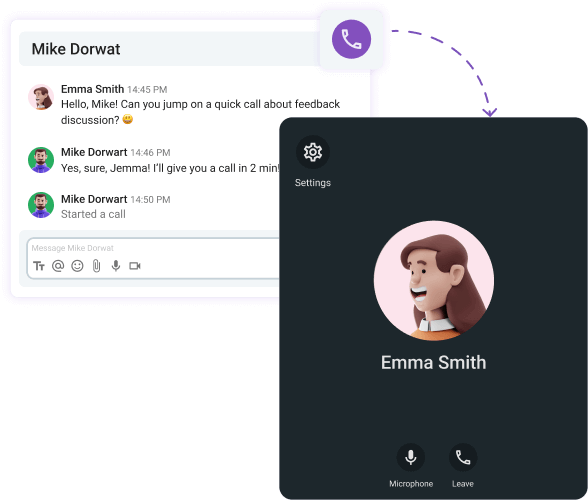 Mike Dorwat
Emma Smith 14:45 PM
Hello, Mike! Can you jump on a quick call about feedback
discussion? 😀
Mike Dorwart 14:46 PM
Yes, sure, Jemma! I'll give you a call in 2 min!
Mike Dorwart 14:50 PM
Started a call
Message Mike Dorwat
Settings
Emma Smith
Microphone
Leave